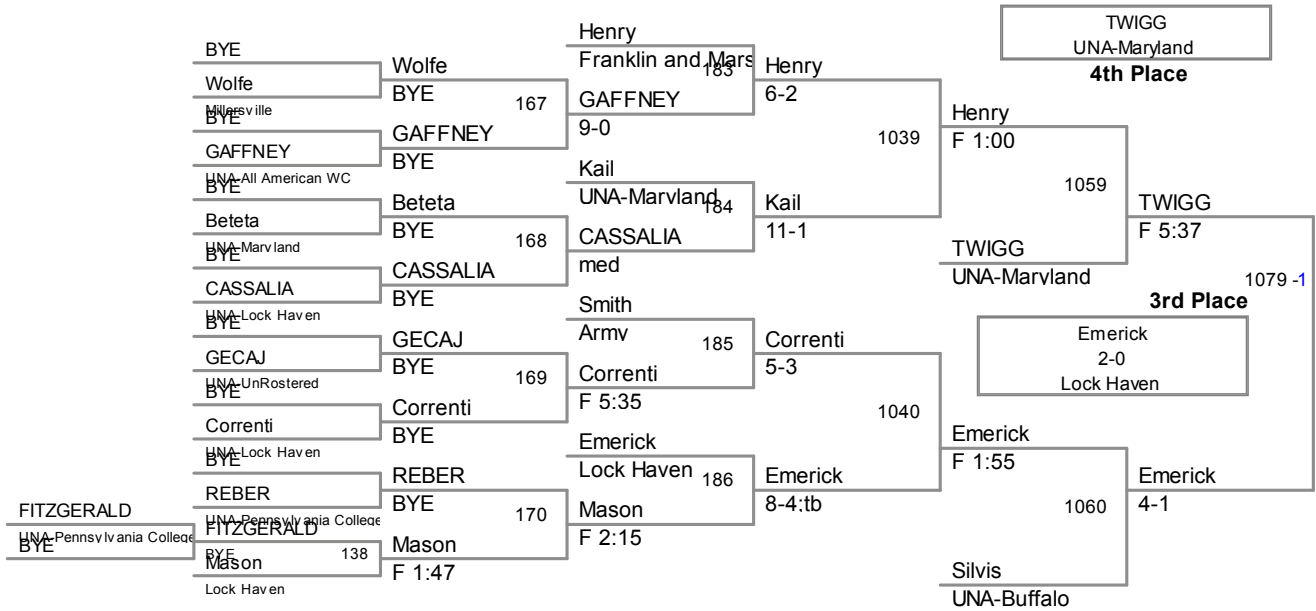 BYE
Wolfe
Millersville
BYE
GAFFNEY
UNA-All American WC
BYE
Beteta
UNA-Maryland
BYE
CASSALIA
UNA-Lock Haven
BYE
GECAJ
UNA-UnRostered
BYE
Correnti
UNA-Lock Haven
BYE
REBER
UNA-Pennsylvania College
FITZGERALD
UNA-Pennsylvania College
BYE
FITZGERALD
BYE
138
Mason
Lock Haven
Wolfe
BYE
167
GAFFNEY
BYE
Beteta
BYE
168
CASSALIA
BYE
GECAJ
BYE
169
Correnti
BYE
REBER
BYE
170
Mason
F 1:47
Henry
Franklin and Mars
183
GAFFNEY
9-0
Kail
UNA-Maryland
184
CASSALIA
med
Smith
Army
185
Correnti
F 5:35
Emerick
Lock Haven
186
Mason
F 2:15
Henry
6-2
1039
Kail
11-1
Correnti
5-3
1040
Emerick
8-4:tb
Henry
F 1:00
1059
TWIGG
UNA-Maryland
Emerick
F 1:55
1060
Silvis
UNA-Buffalo
TWIGG
F 5:37
1079 -1
Emerick
4-1
TWIGG
UNA-Maryland
4th Place
3rd Place
Emerick
2-0
Lock Haven